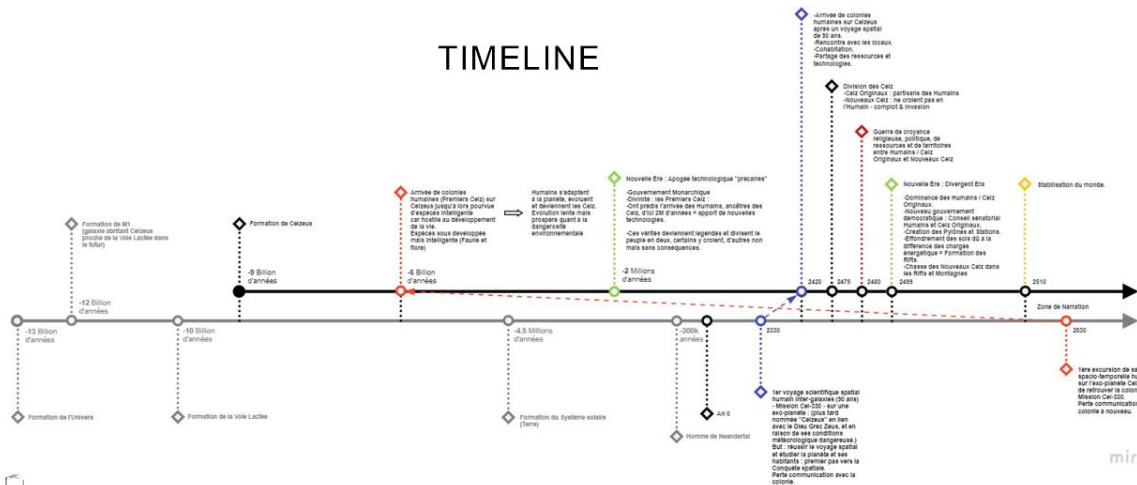 TIMELINE
-Arrivée de colonies
humaines sur Celzeus
après un voyage spatial
de 90 ans.
-Rencontre avec les locaux.
-Cohabitation.
-Partage des ressources et
technologies.
Division des Celz
-Celz Originaux : partisans des Humains
-Nouveaux Celz : ne croient pas en
l'Humain - complot & invasion
Guerre de croyance
religieuse, politique, de
ressources et de territoires
entre Humains / Celz
Originaux et Nouveaux Celz
Formation de M1
(galaxie abritant Celzeus
proche de la Voie Lactée dans
le futur)
Formation de Celzeus
Arrivée de colonies
humaines (Premiers Celz) sur
Celzeus jusqu'à lors pourvue
d'espèces intelligente
car hostile au développement
de la vie.
Espèces sous developpée
mais intelligente (Faune et
flore)
Humains s'adaptent
à la planète, évoluent
et deviennent les Celz.
Evolution lente mais
prospère quant à la
dangerosité
environnementale
Nouvelle Ère : Apogée technologique "précaires"
-Gouvernement Monarchique
-Divinité : les Premiers Celz :
-Ont prédis l'arrivée des Humains, ancêtres des
Celz, d'ici 2M d'années = apport de nouvelles
technologies.
-Ces vérités deviennent legendes et divisent le
peuple en deux, certains y croient, d'autres non
mais sans conséquences.
Nouvelle Ère : Divergent Era
-Dominance des Humains / Celz
Originaux.
-Nouveau gouvernement
démocratique : Conseil sénatorial
Humains et Celz Originaux.
-Création des Pylônes et Stations.
-Effondrement des sols dû à la
différence des charges
énergétique = Formation des
Rifts.
-Chasse des Nouveaux Celz dans
les Rifts et Montagnes
Stabilisation du monde.
-9 Billion
d'années
-6 Billion
d'années
-2 Millions
d'années
2420
2475
2480
2499
2510
-12 Billion
d'années
Zone de Narration
-13 Billion
d'années
-10 Billion
d'années
-4.5 Millions
d'années
-300k
années
2330
2530
Formation de l'Univers
Formation de la Voie Lactée
Formation du Système solaire
(Terre)
Homme de Neandertal
An 0
1er voyage scientifique spatial
humain inter-galaxies (90 ans)
- Mission Cel-330 - sur une
exo-planète : (plus tard
nommée "Celzeus" en lien
avec le Dieu Grec Zeus, et en
raison de ses conditions
météorologique dangereuse.)
But : réussir le voyage spatial
et étudier la planète et ses
habitants : premier pas vers la
Conquête spatiale.
Perte communication avec la
colonie.
1ère excursion de sa
spacio-temporelle hu
sur l'exo-planète Cel
de retrouver la colon
Mission Cel-330.
Perte communication
colonie à nouveau.
mir